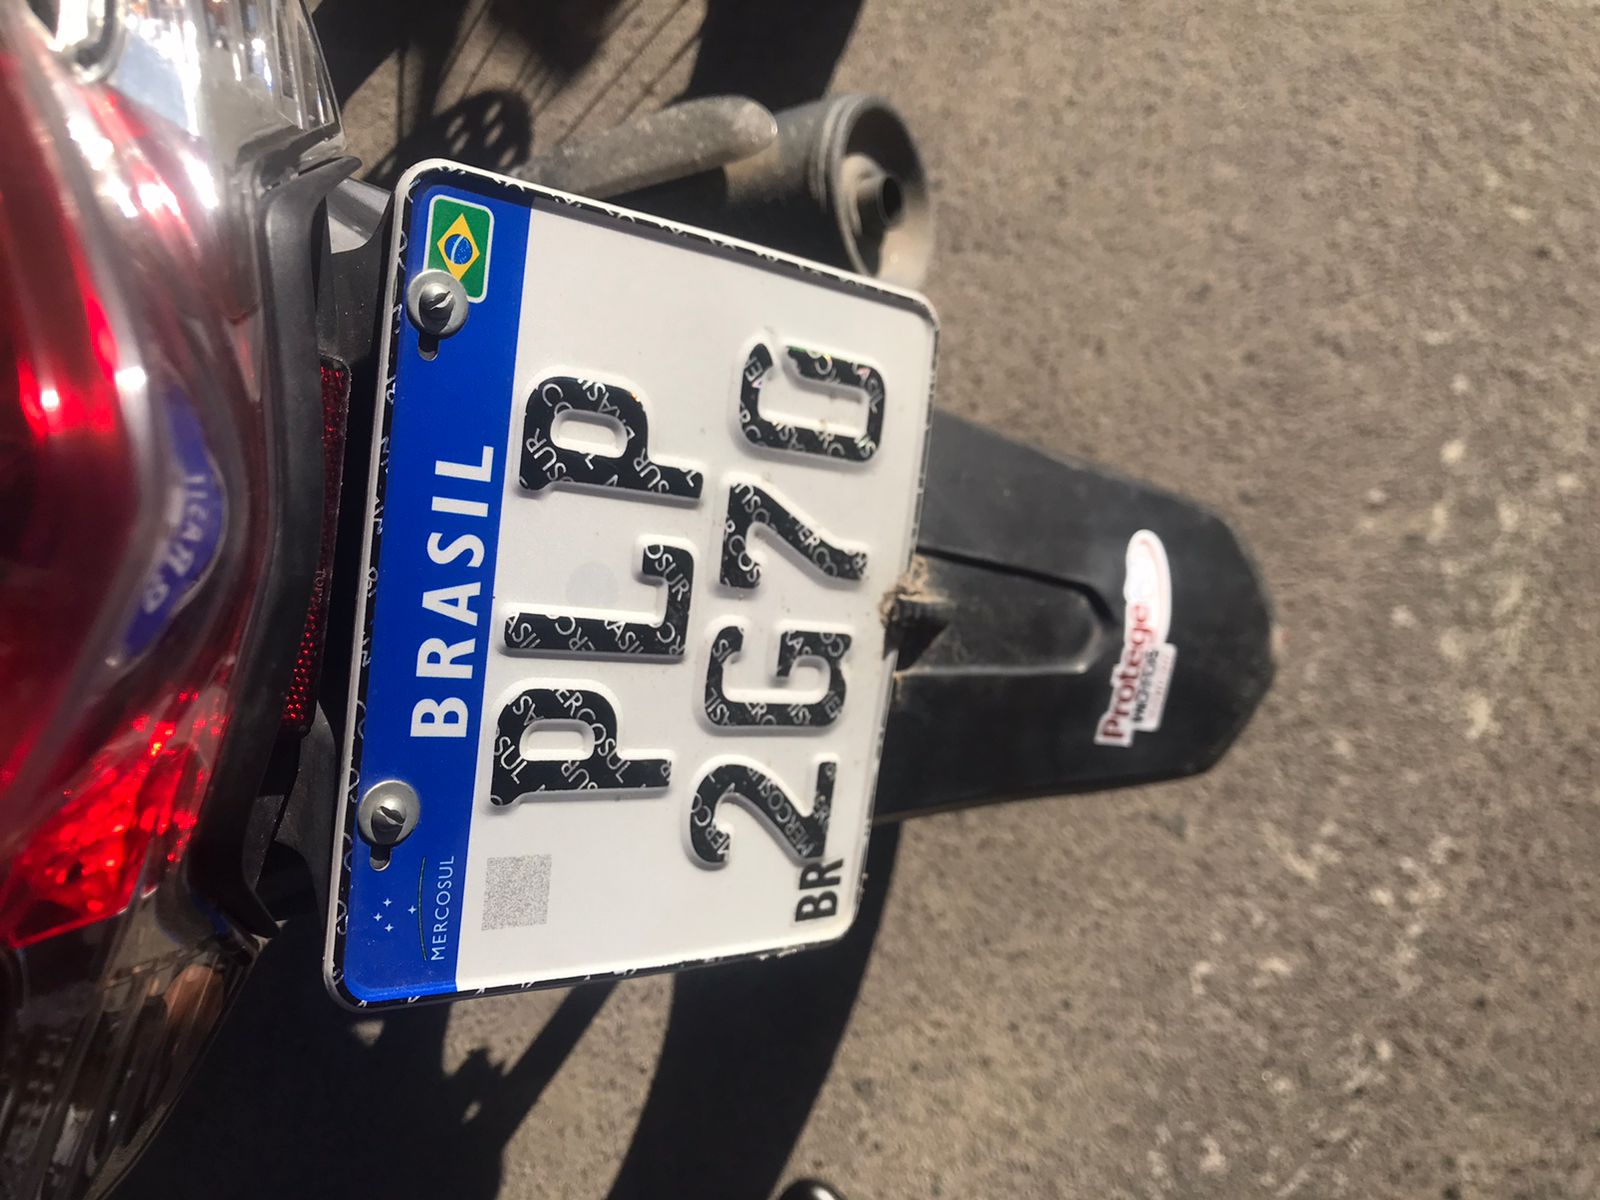 MERCOSUL BRASIL
PLP
2G70
BR
Protege